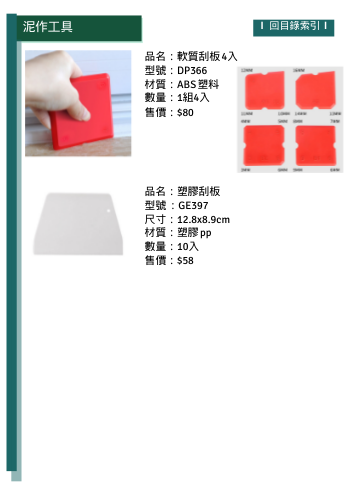 泥作工具
I 回目錄索引 I
品名：軟質刮板4入
型號：DP366
材質：ABS塑料
數量：1組4入
售價：$80
品名：塑膠刮板
型號：GE397
尺寸：12.8x8.9cm
材質：塑膠pp
數量：10入
售價：$58